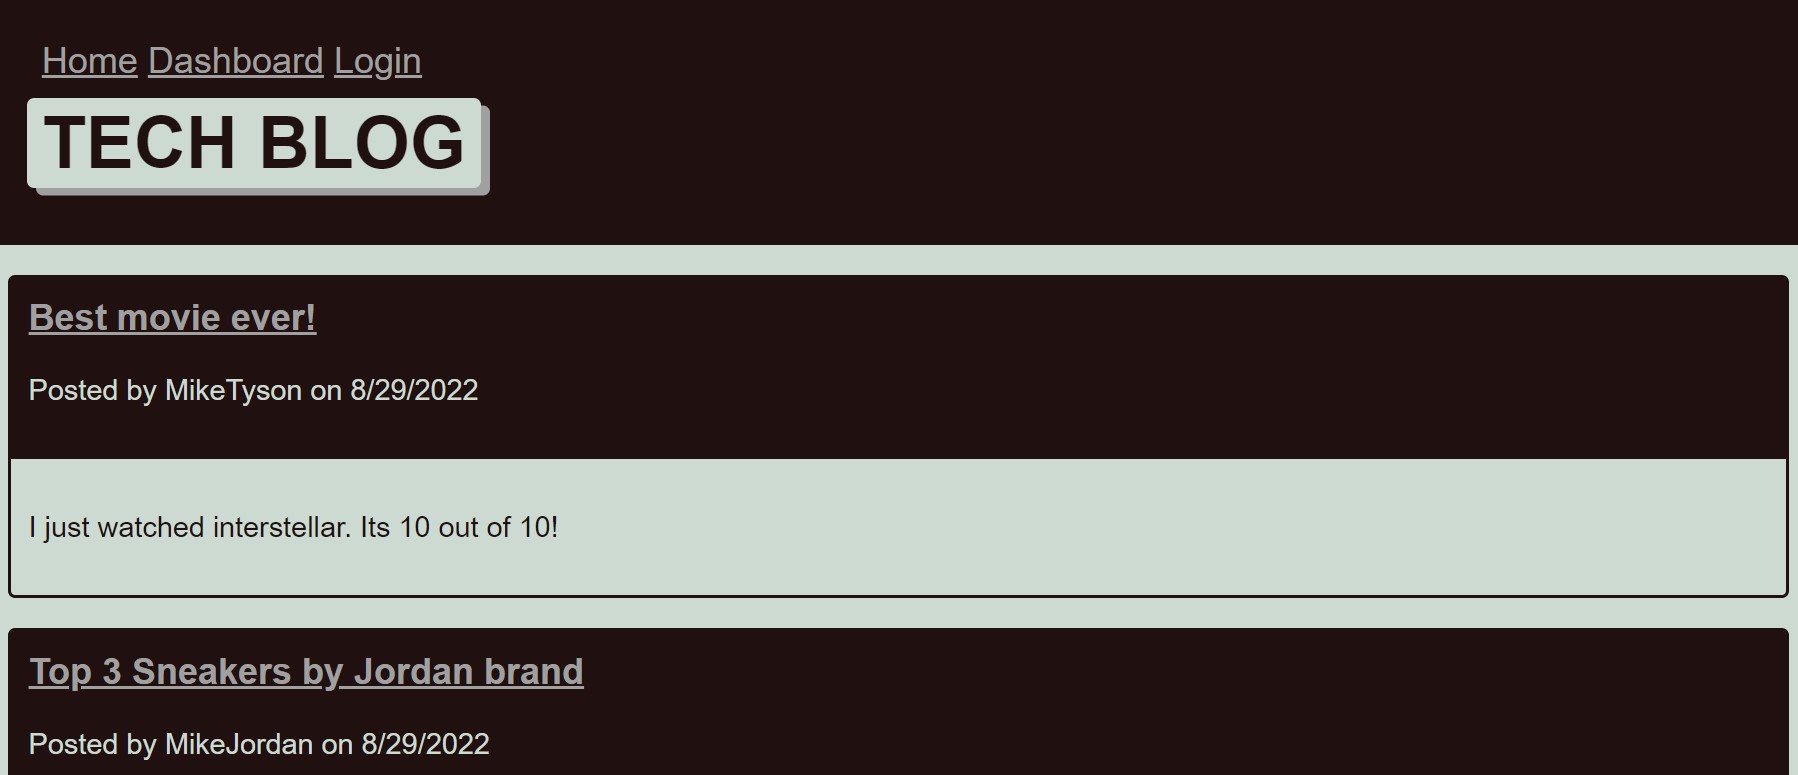 Home Dashboard Login
TECH BLOG
Best movie ever!
Posted by MikeTyson on 8/29/2022
I just watched interstellar. Its 10 out of 10!
Top 3 Sneakers by Jordan brand
Posted by MikeJordan on 8/29/2022